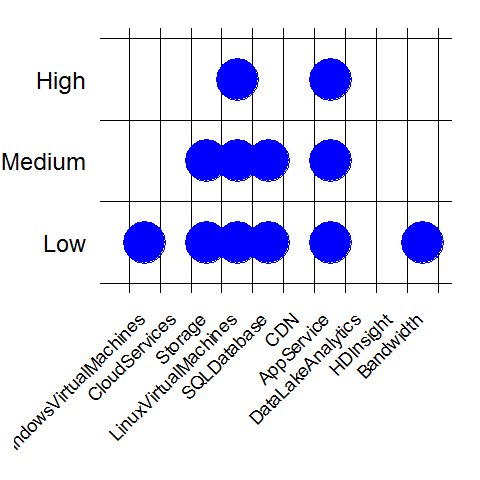 High
Medium
Low
ndowsVirtualMachines
CloudServices
Storage
LinuxVirtualMachines
SQLDatabase
CDN
AppService
DataLakeAnalytics
HDInsight
Bandwidth